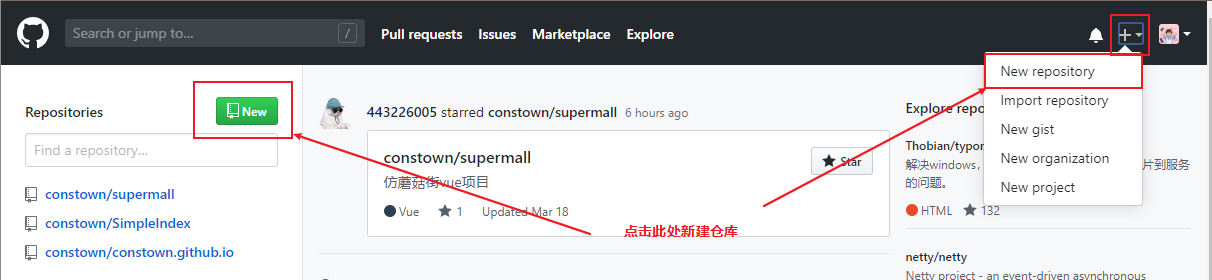 Search or jump to... /
Pull requests Issues Marketplace Explore
New repository
Import repository
New gist
New organization
New project
Repositories New
Find a repository...
constown/supermall
constown/SimpleIndex
constown/constown.github.io
443226005 starred constown/supermall 6 hours ago
constown/supermall
Star
仿蘑菇街vue项目
Vue 1 Updated Mar 18
点击此处新建仓库
Explore repo
Thobian/typor
解决windows, 片到服务
的问题。
HTML 132
netty/netty
Netty project - an event-driven asynchronous